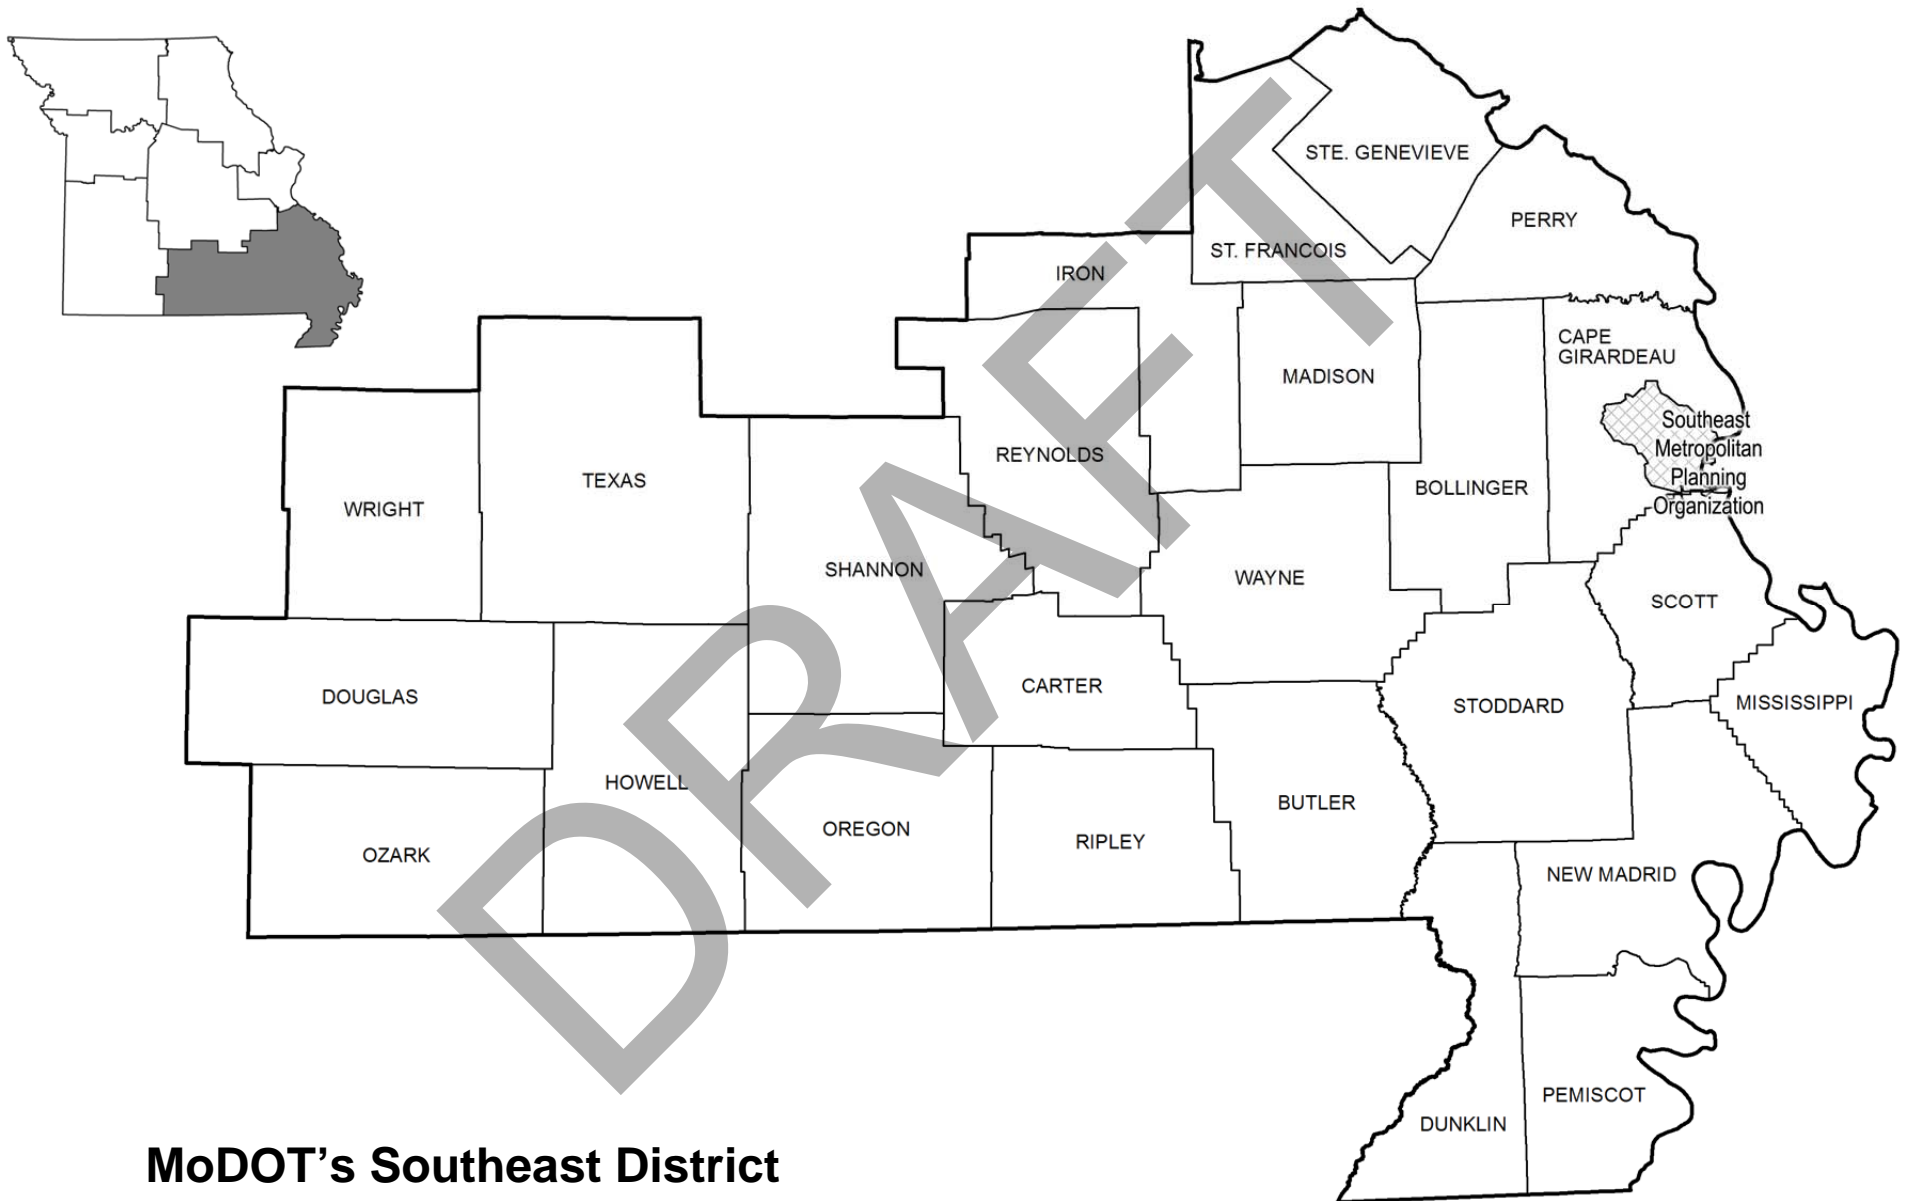 STE. GENEVIEVE
PERRY
ST. FRANCOIS
IRON
CAPE
GIRARDEAU
MADISON
Southeast
Metropolitan
Planning
Organization
REYNOLDS
TEXAS
BOLLINGER
WRIGHT
SHANNON
WAYNE
SCOTT
CARTER
DOUGLAS
MISSISSIPPI
STODDARD
HOWELL
BUTLER
OREGON
RIPLEY
OZARK
NEW MADRID
PEMISCOT
DUNKLIN
DRAFT
MoDOT’s Southeast District